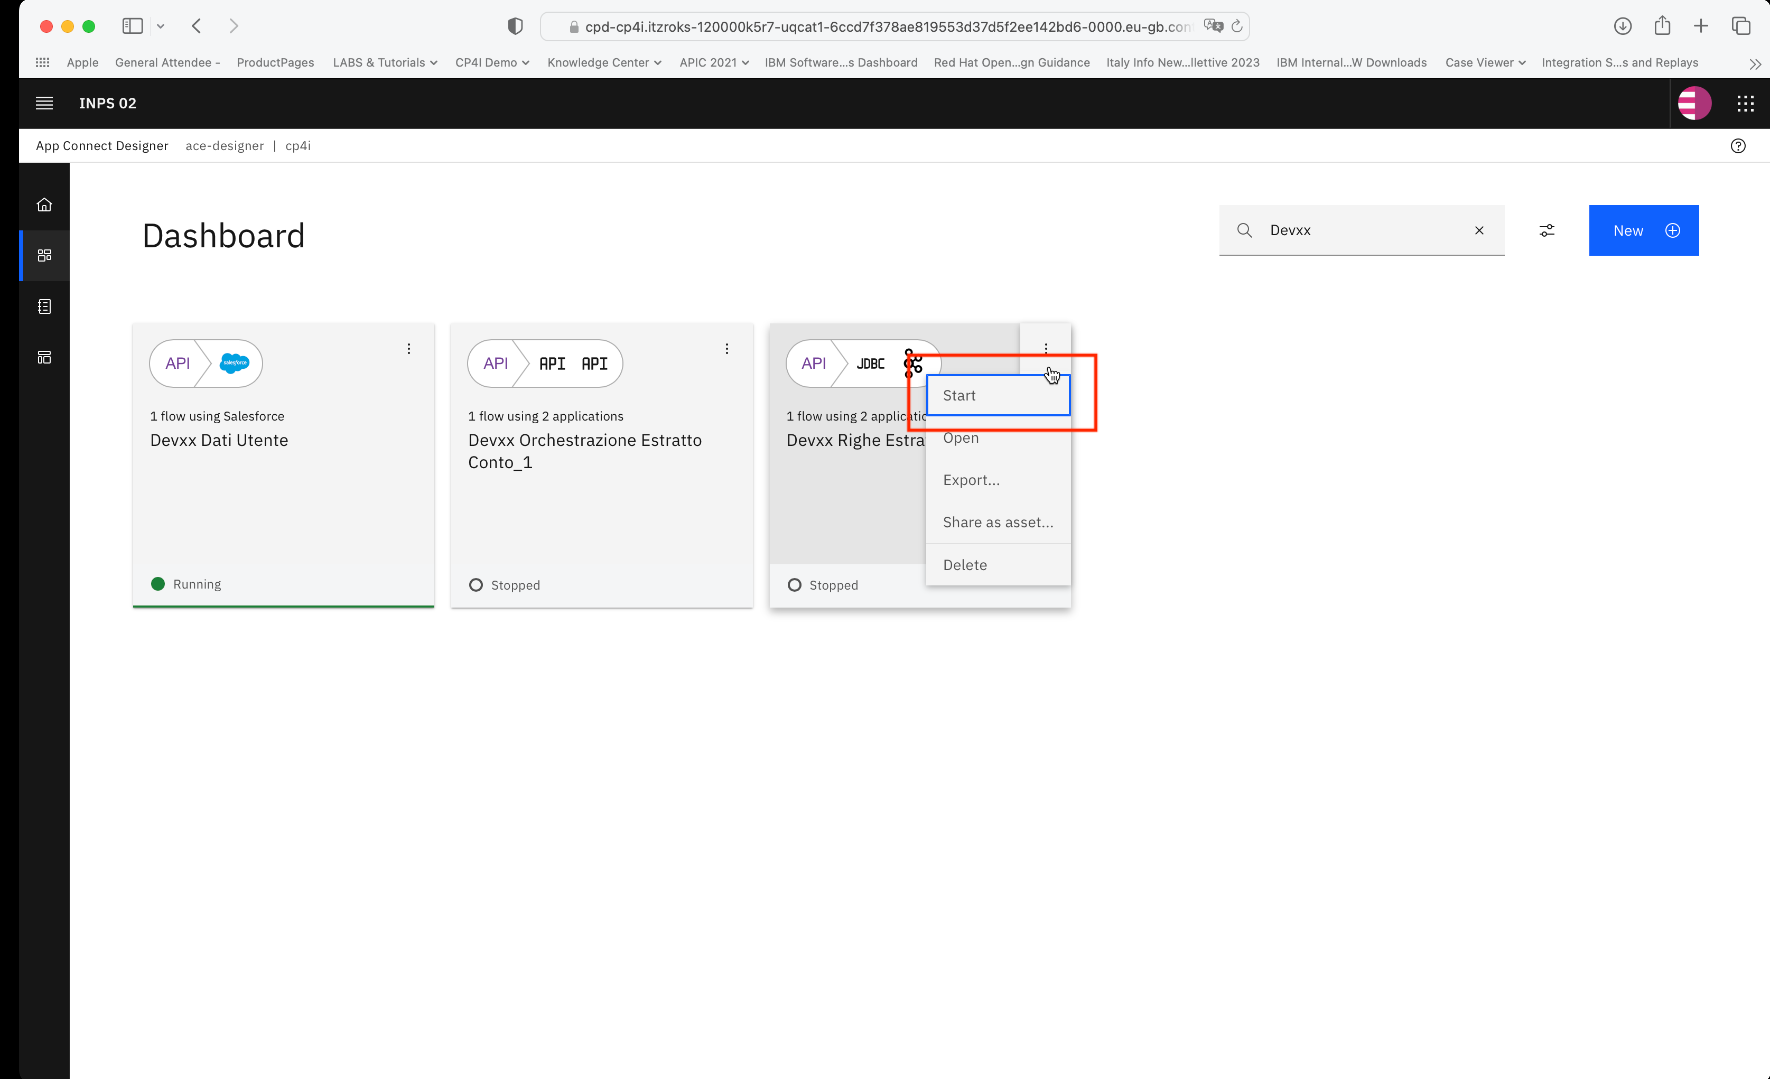 cpd-cp4i.itzroks-120000k5r7-uqcat1-6ccd7f378ae819553d37d5f2ee142bd6-0000.eu-gb.con
Apple General Attendee - ProductPages LABS & Tutorials CP4I Demo Knowledge Center APIC 2021 IBM Software...s Dashboard Red Hat Open...gn Guidance Italy Info New...llettive 2023 IBM Internal...W Downloads Case Viewer Integration S...s and Replays
INPS 02
App Connect Designer ace-designer | cp4i
Dashboard
Devxx
New
API salesforce
1 flow using Salesforce
Devxx Dati Utente
Running
API API API
1 flow using 2 applications
Devxx Orchestrazione Estratto
Conto_1
Stopped
API JDBC
1 flow using 2 applicatio
Devxx Righe Estra
Stopped
Start
Open
Export...
Share as asset...
Delete